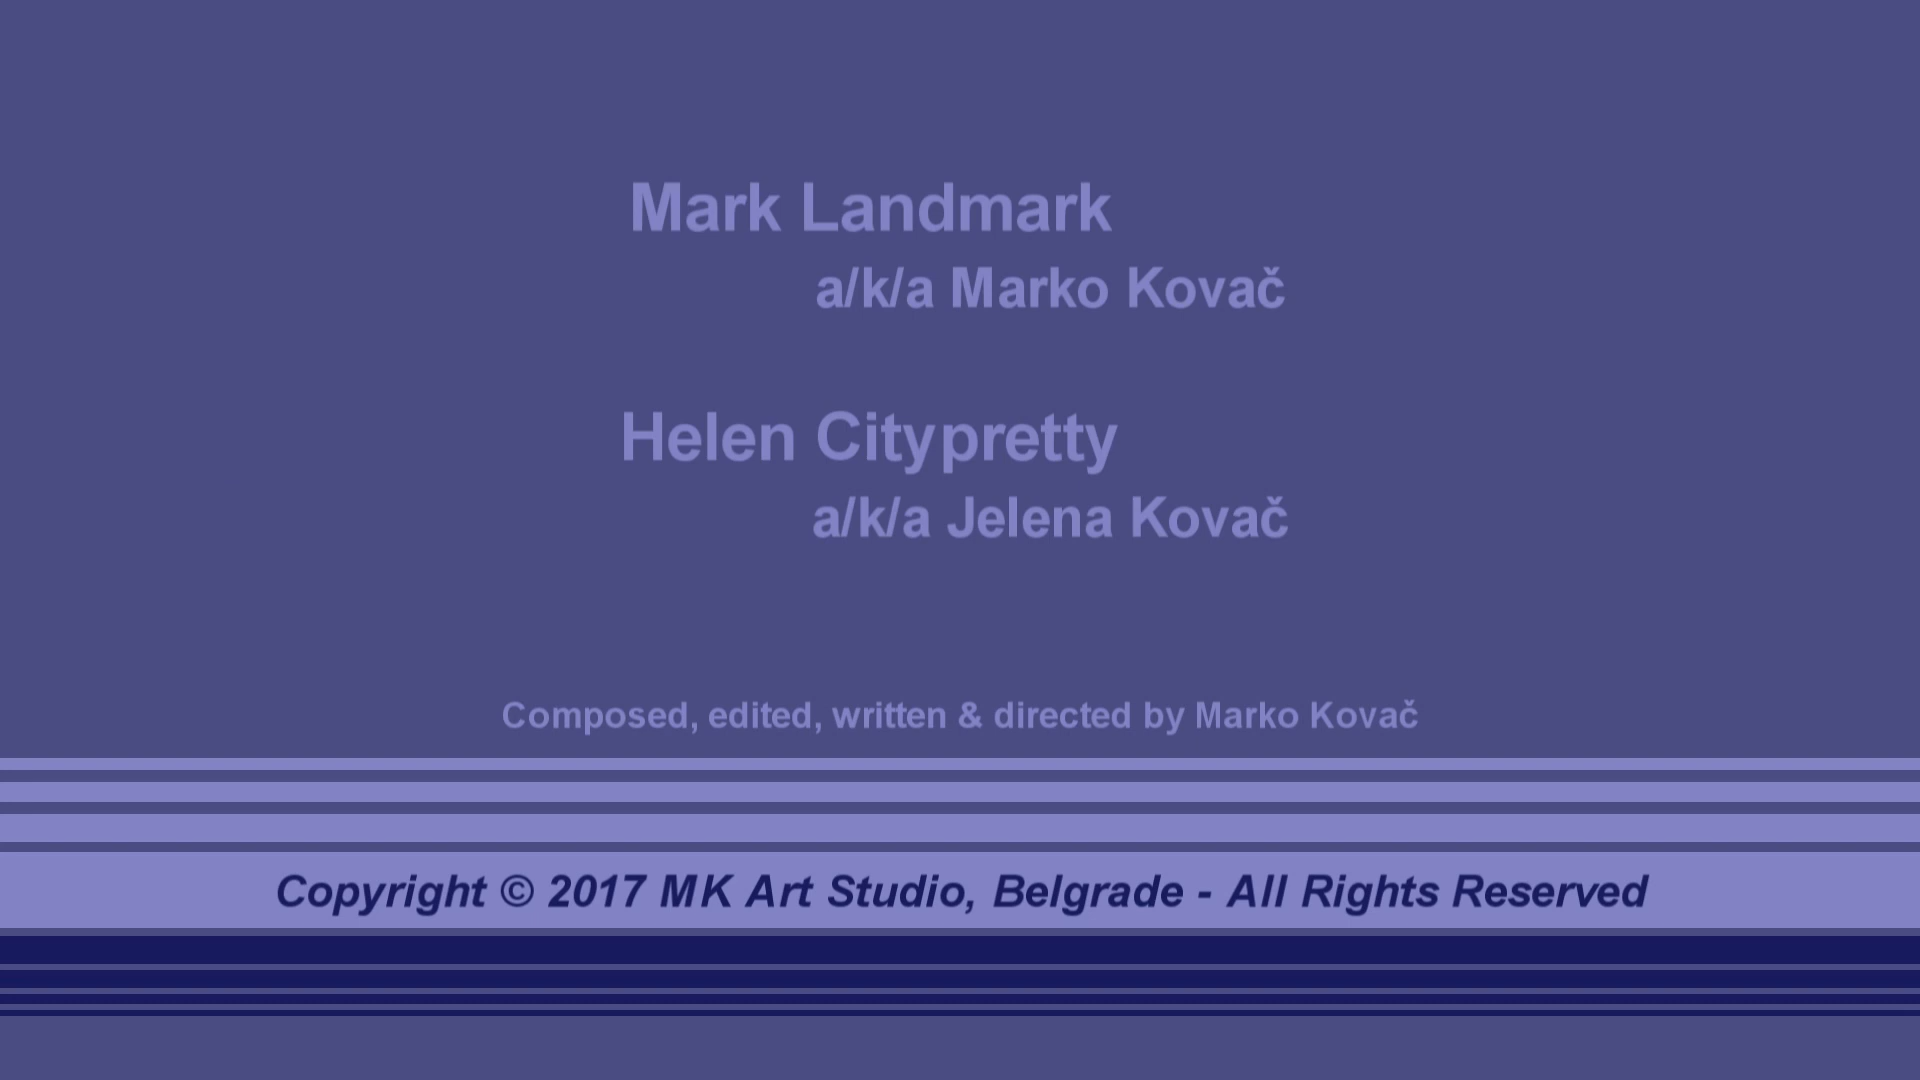 Mark Landmark
a/k/a Marko Kovač
Helen Citypretty
a/k/a Jelena Kovač
Composed, edited, written & directed by Marko Kovač
Copyright © 2017 MK Art Studio, Belgrade - All Rights Reserved